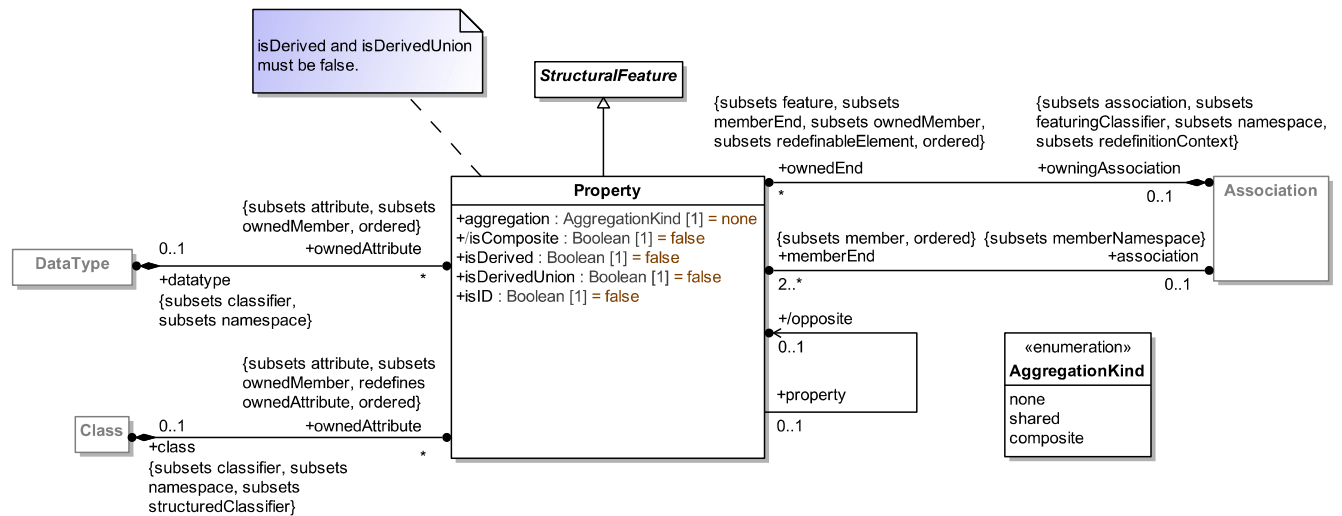 isDerived and isDerivedUnion
must be false.
StructuralFeature
{subsets feature, subsets
memberEnd, subsets ownedMember,
subsets redefinableElement, ordered}
+ownedEnd
*
{subsets association, subsets
featuringClassifier, subsets namespace,
subsets redefinitionContext}
+owningAssociation
0..1
Association
Property
+aggregation : AggregationKind [1] = none
+/isComposite : Boolean [1] = false
+isDerived : Boolean [1] = false
+isDerivedUnion : Boolean [1] = false
+isID : Boolean [1] = false
{subsets attribute, subsets
ownedMember, ordered}
+ownedAttribute
*
0..1
DataType
+datatype
{subsets classifier,
subsets namespace}
{subsets member, ordered}
+memberEnd
2..*
{subsets memberNamespace}
+association
0..1
+/opposite
0..1
+property
0..1
«enumeration»
AggregationKind
none
shared
composite
{subsets attribute, subsets
ownedMember, redefines
ownedAttribute, ordered}
+ownedAttribute
*
0..1
Class
+class
{subsets classifier, subsets
namespace, subsets
structuredClassifier}